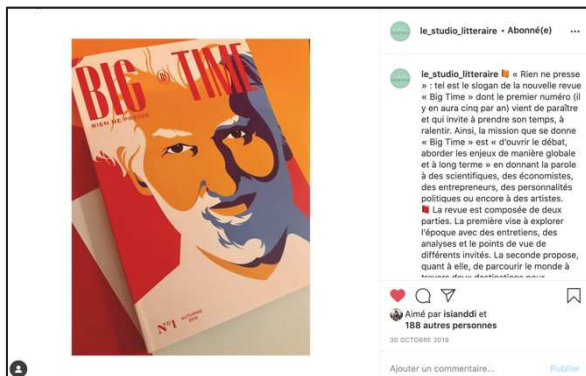 BIG TIME
RIEN NE PRESSE
N°1 AUTOMNE
2019
le_studio_litteraire • Abonné(e) ...
le_studio_litteraire 📙 « Rien ne presse
» : tel est le slogan de la nouvelle revue
« Big Time » dont le premier numéro (il
y en aura cinq par an) vient de paraître
et qui invite à prendre son temps, à
ralentir. Ainsi, la mission que se donne
« Big Time » est « d'ouvrir le débat,
aborder les enjeux de manière globale
et à long terme » en donnant la parole
à des scientifiques, des économistes,
des entrepreneurs, des personnalités
politiques ou encore à des artistes.
📕 La revue est composée de deux
parties. La première vise à explorer
l'époque avec des entretiens, des
analyses et le points de vue de
différents invités. La seconde propose,
quant à elle, de parcourir le monde à
travers deux destinations pour
Aimé par isianddi et
188 autres personnes
30 OCTOBRE 2019
Ajouter un commentaire... Publier